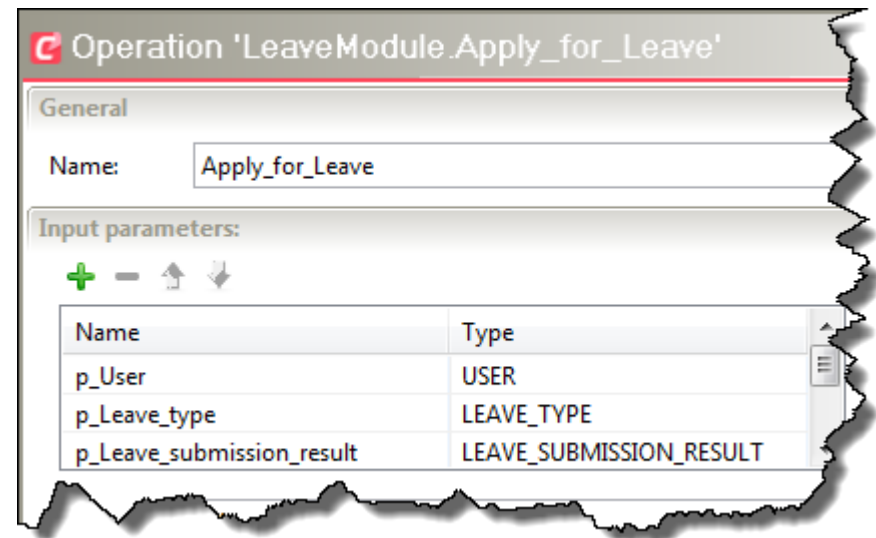 Operation 'LeaveModule.Apply_for_Leave'
General
Name: Apply_for_Leave
Input parameters:
Name Type
p_User USER
p_Leave_type LEAVE_TYPE
p_Leave_submission_result LEAVE_SUBMISSION_RESULT